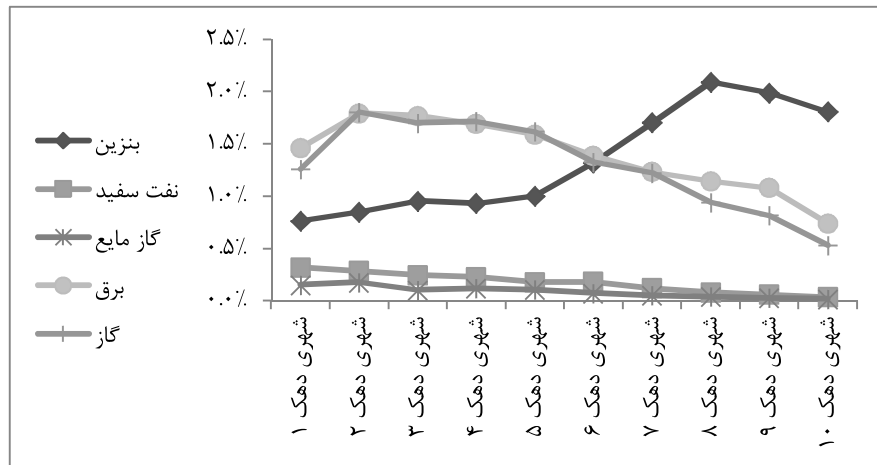 ۲.۵٪
۲.۰٪
۱.۵٪
۱.۰٪
۰.۵٪
۰.۰٪
بنزین
نفت سفید
گاز مایع
برق
گاز
شهری دهک ۱
شهری دهک ۲
شهری دهک ۳
شهری دهک ۴
شهری دهک ۵
شهری دهک ۶
شهری دهک ۷
شهری دهک ۸
شهری دهک ۹
شهری دهک ۱۰